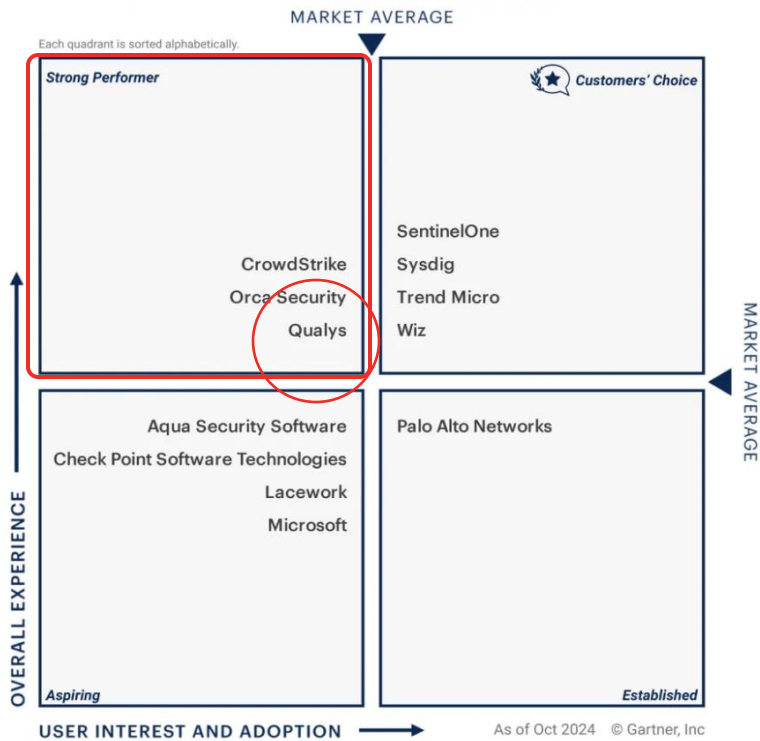 MARKET AVERAGE
Each quadrant is sorted alphabetically.
Strong Performer
CrowdStrike
Orca Security
Qualys
Customers' Choice
SentinelOne
Sysdig
Trend Micro
Wiz
MARKET AVERAGE
OVERALL EXPERIENCE
Aqua Security Software
Check Point Software Technologies
Lacework
Microsoft
Aspiring
Palo Alto Networks
Established
USER INTEREST AND ADOPTION
As of Oct 2024 © Gartner, Inc